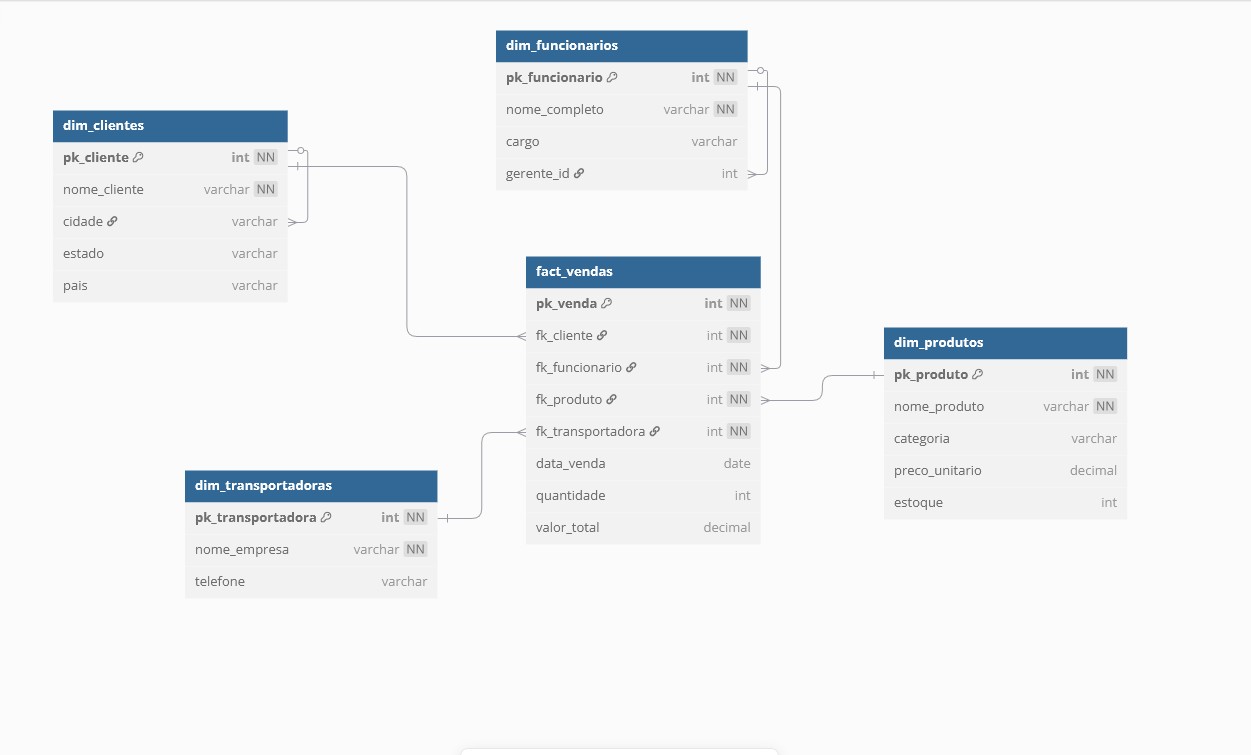 dim_funcionarios
pk_funcionario int NN
nome_completo varchar NN
cargo varchar
gerente_id int
dim_clientes
pk_cliente int NN
nome_cliente varchar NN
cidade varchar
estado varchar
pais varchar
fact_vendas
pk_venda int NN
fk_cliente int NN
fk_funcionario int NN
fk_produto int NN
fk_transportadora int NN
data_venda date
quantidade int
valor_total decimal
dim_produtos
pk_produto int NN
nome_produto varchar NN
categoria varchar
preco_unitario decimal
estoque int
dim_transportadoras
pk_transportadora int NN
nome_empresa varchar NN
telefone varchar